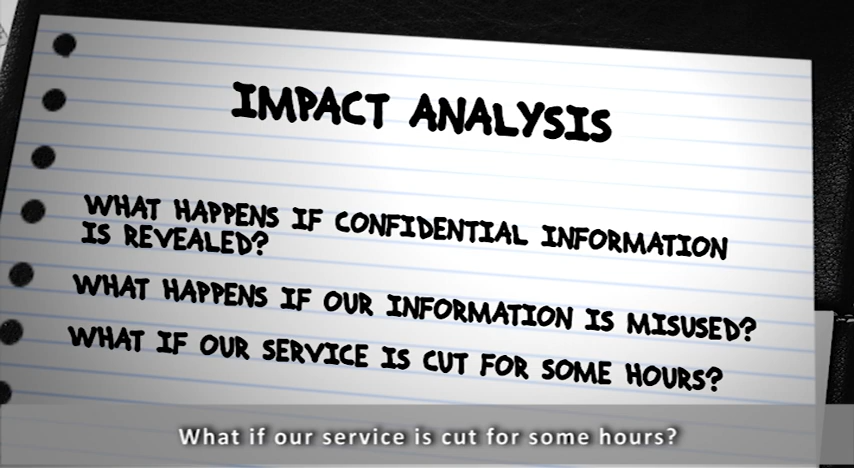 IMPACT ANALYSIS
WHAT HAPPENS IF CONFIDENTIAL INFORMATION
IS REVEALED?
WHAT HAPPENS IF OUR INFORMATION IS MISUSED?
WHAT IF OUR SERVICE IS CUT FOR SOME HOURS?
What if our service is cut for some hours?